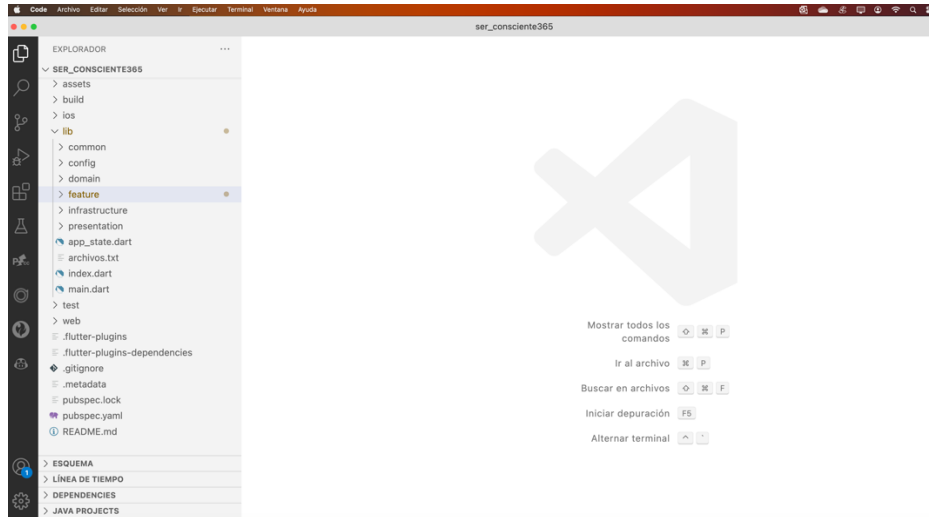 Code Archivo Editar Selección Ver Ir Ejecutar Terminal Ventana Ayuda
ser_consciente365
EXPLORADOR ...
SER_CONSCIENTE365
assets
build
ios
lib
common
config
domain
feature
infrastructure
presentation
app_state.dart
archivos.txt
index.dart
main.dart
test
web
.flutter-plugins
.flutter-plugins-dependencies
.gitignore
.metadata
pubspec.lock
pubspec.yaml
README.md
ESQUEMA
LÍNEA DE TIEMPO
DEPENDENCIES
JAVA PROJECTS
1
Mostrar todos los
comandos ⇧ ⌘ P
Ir al archivo ⌘ P
Buscar en archivos ⇧ ⌘ F
Iniciar depuración F5
Alternar terminal ^ `